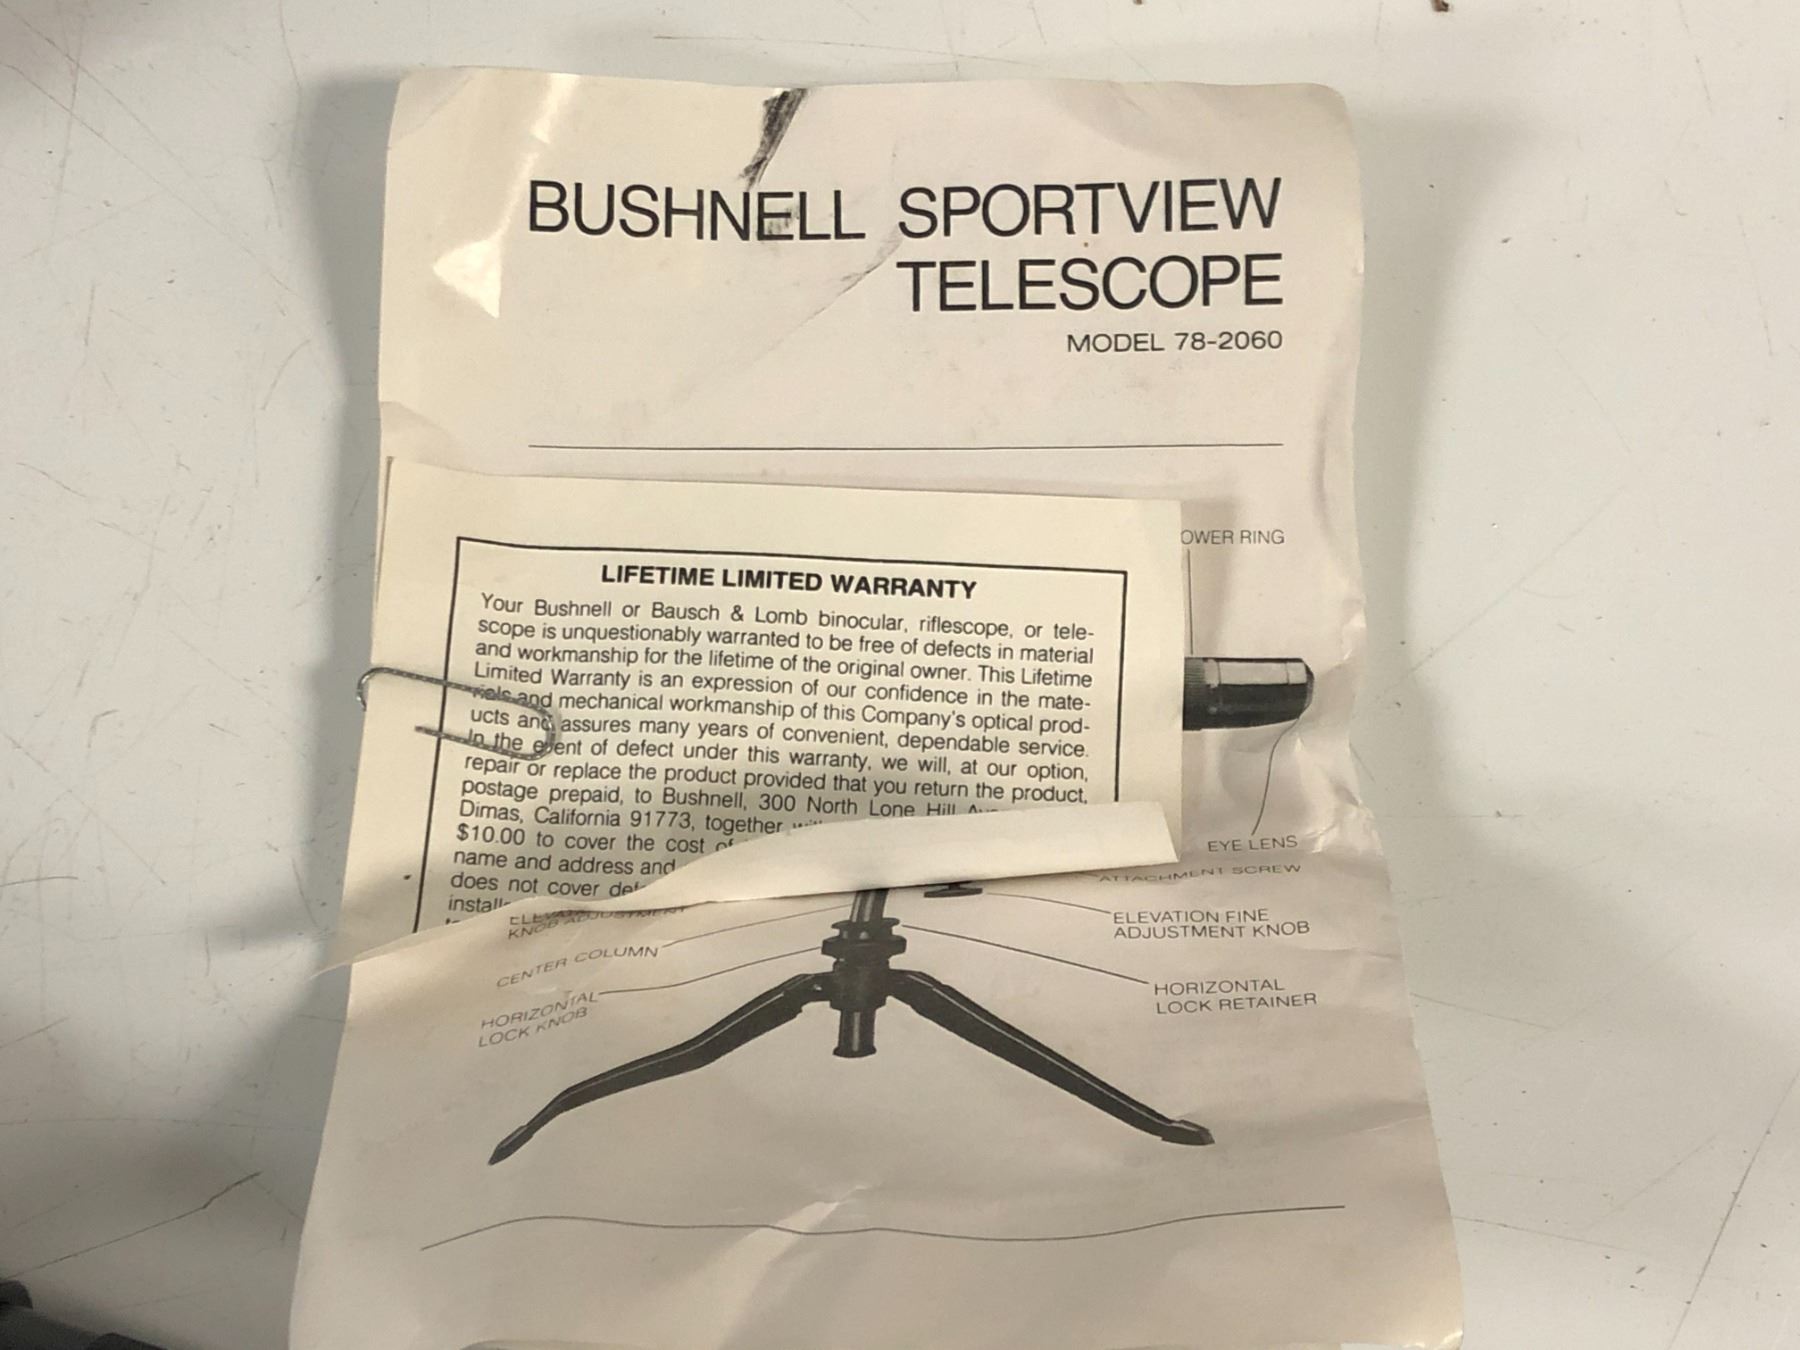 BUSHNELL SPORTVIEW
TELESCOPE
MODEL 78-2060
OWER RING
LIFETIME LIMITED WARRANTY
Your Bushnell or Bausch & Lomb binocular, riflescope, or tele-
scope is unquestionably warranted to be free of defects in material
and workmanship for the lifetime of the original owner. This Lifetime
Limited Warranty is an expression of our confidence in the mate-
rials and mechanical workmanship of this Company's optical prod-
ucts and assures many years of convenient, dependable service.
In the event of defect under this warranty, we will, at our option,
repair or replace the product provided that you return the product,
postage prepaid, to Bushnell, 300 North Lone Hill
Dimas, California 91773, together
$10.00 to cover the cost of
name and address and
does not cover
EYE LENS
ATTACHMENT SCREW
ELEVATION FINE
ADJUSTMENT KNOB
KNOB ADJUSTMENT
CENTER COLUMN
HORIZONTAL
LOCK RETAINER
HORIZONTAL
LOCK KNOB